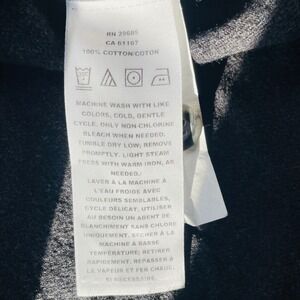 RN 29685
CA 61107
100% COTTON/COTON
MACHINE WASH WITH LIKE
COLORS, COLD, GENTLE
CYCLE. ONLY NON-CHLORINE
BLEACH WHEN NEEDED.
TUMBLE DRY LOW; REMOVE
PROMPTLY. LIGHT STEAM
PRESS WITH WARM IRON, AS
NEEDED./
LAVER À LA MACHINE À
L'EAU FROIDE AVEC
COULEURS SEMBLABLES,
CYCLE DÉLICAT, UTILISER
AU BESOIN UN AGENT DE
BLANCHIMENT SANS CHLORE
UNIQUEMENT. SÉCHER À LA
MACHINE À BASSE
TEMPÉRATURE; RETIRER
RAPIDEMENT. REPASSER À
LA VAPEUR ET FER CHAUD,
SI NÉCESSAIRE.